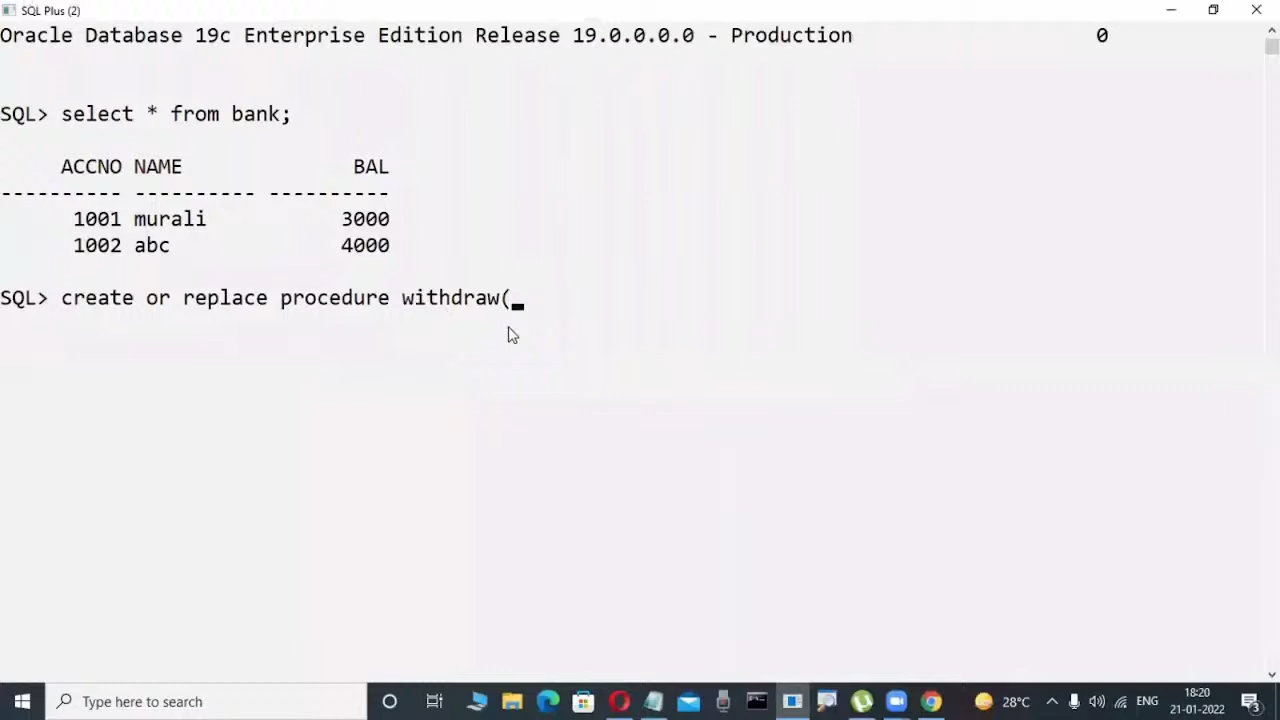 SQL Plus (2)
Oracle Database 19c Enterprise Edition Release 19.0.0.0.0 - Production 0
SQL> select * from bank;
ACCNO NAME BAL
---------- ---------- ----------
1001 murali 3000
1002 abc 4000
SQL> create or replace procedure withdraw(
Type here to search
28°C
ENG
18:20
21-01-2022
3